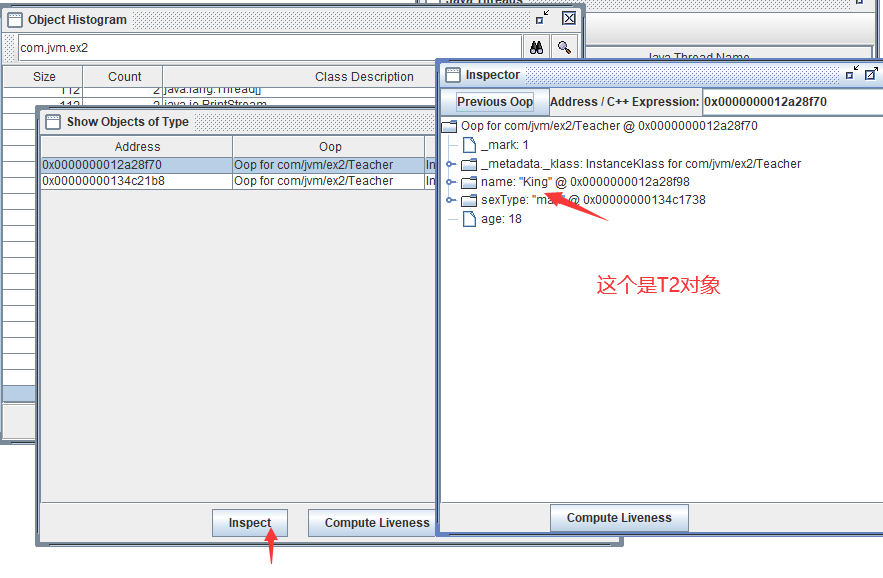 Java Threads
Object Histogram
com.jvm.ex2
Java Thread Name
Size Count Class Description
112 2 java.lang.Thread[]
112 2 java.io.PrintStream
Show Objects of Type
Address Oop
0x0000000012a28f70 Oop for com/jvm/ex2/Teacher In
0x00000000134c21b8 Oop for com/jvm/ex2/Teacher In
Inspect Compute Liveness
Inspector
Previous Oop Address / C++ Expression: 0x0000000012a28f70
Oop for com/jvm/ex2/Teacher @ 0x0000000012a28f70
_mark: 1
_metadata._klass: InstanceKlass for com/jvm/ex2/Teacher
name: "King" @ 0x0000000012a28f98
sexType: "ma @ 0x00000000134c1738
age: 18
这个是T2对象
Compute Liveness